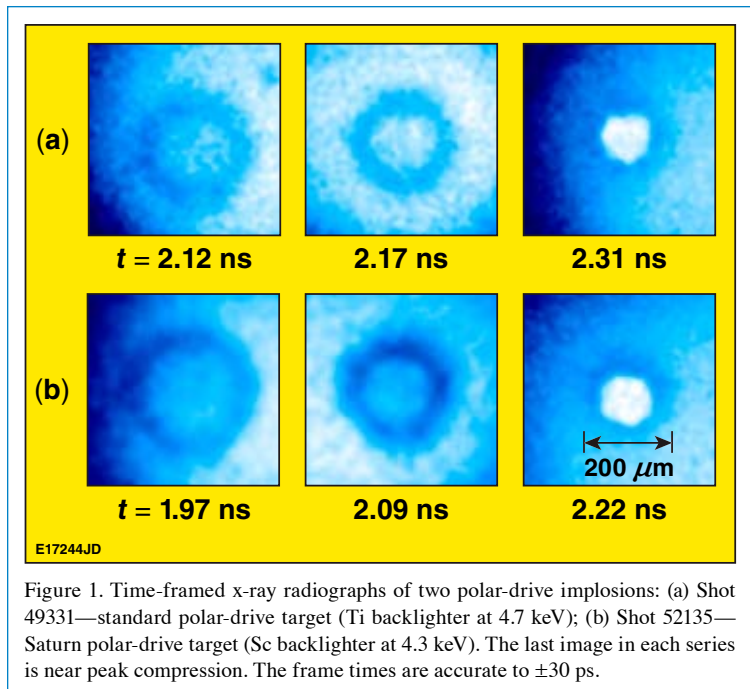 (a)
t = 2.12 ns 2.17 ns 2.31 ns
(b)
200 μm
t = 1.97 ns 2.09 ns 2.22 ns
E17244JD
Figure 1. Time-framed x-ray radiographs of two polar-drive implosions: (a) Shot
49331—standard polar-drive target (Ti backlighter at 4.7 keV); (b) Shot 52135—
Saturn polar-drive target (Sc backlighter at 4.3 keV). The last image in each series
is near peak compression. The frame times are accurate to ±30 ps.